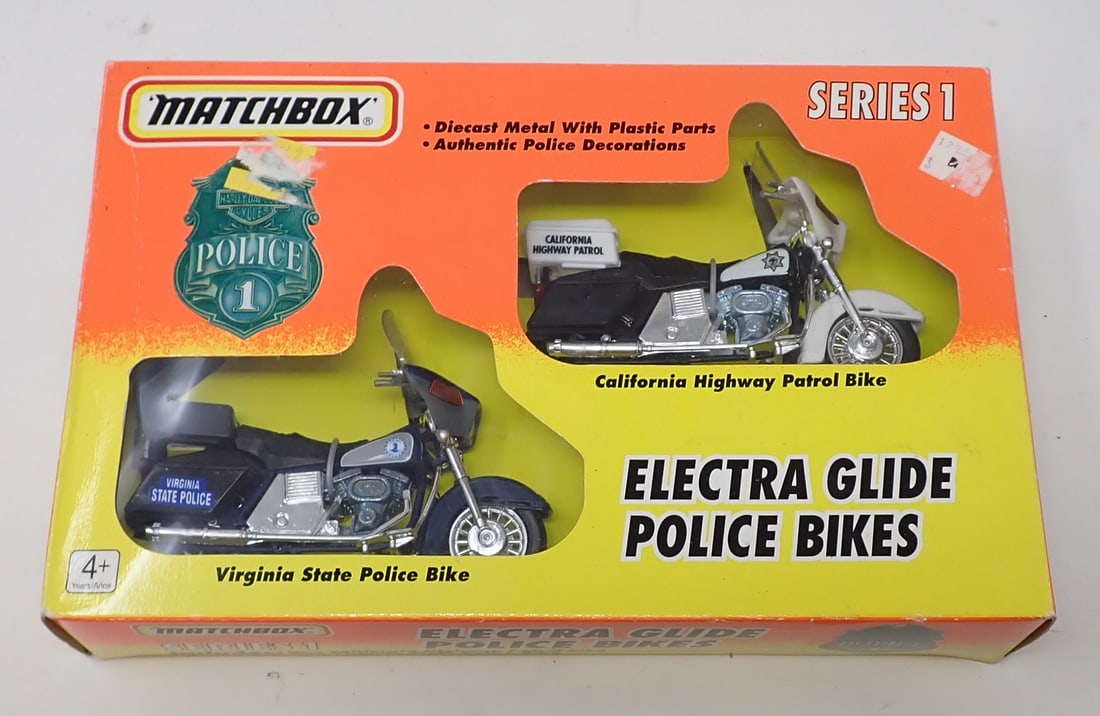 MATCHBOX®
SERIES 1
• Diecast Metal With Plastic Parts
• Authentic Police Decorations
POLICE
1
CALIFORNIA
HIGHWAY PATROL
California Highway Patrol Bike
VIRGINIA
STATE POLICE
ELECTRA GLIDE
POLICE BIKES
4+
Years/Años
Virginia State Police Bike
MATCHBOX
SERIES 1
ELECTRA GLIDE
POLICE BIKES